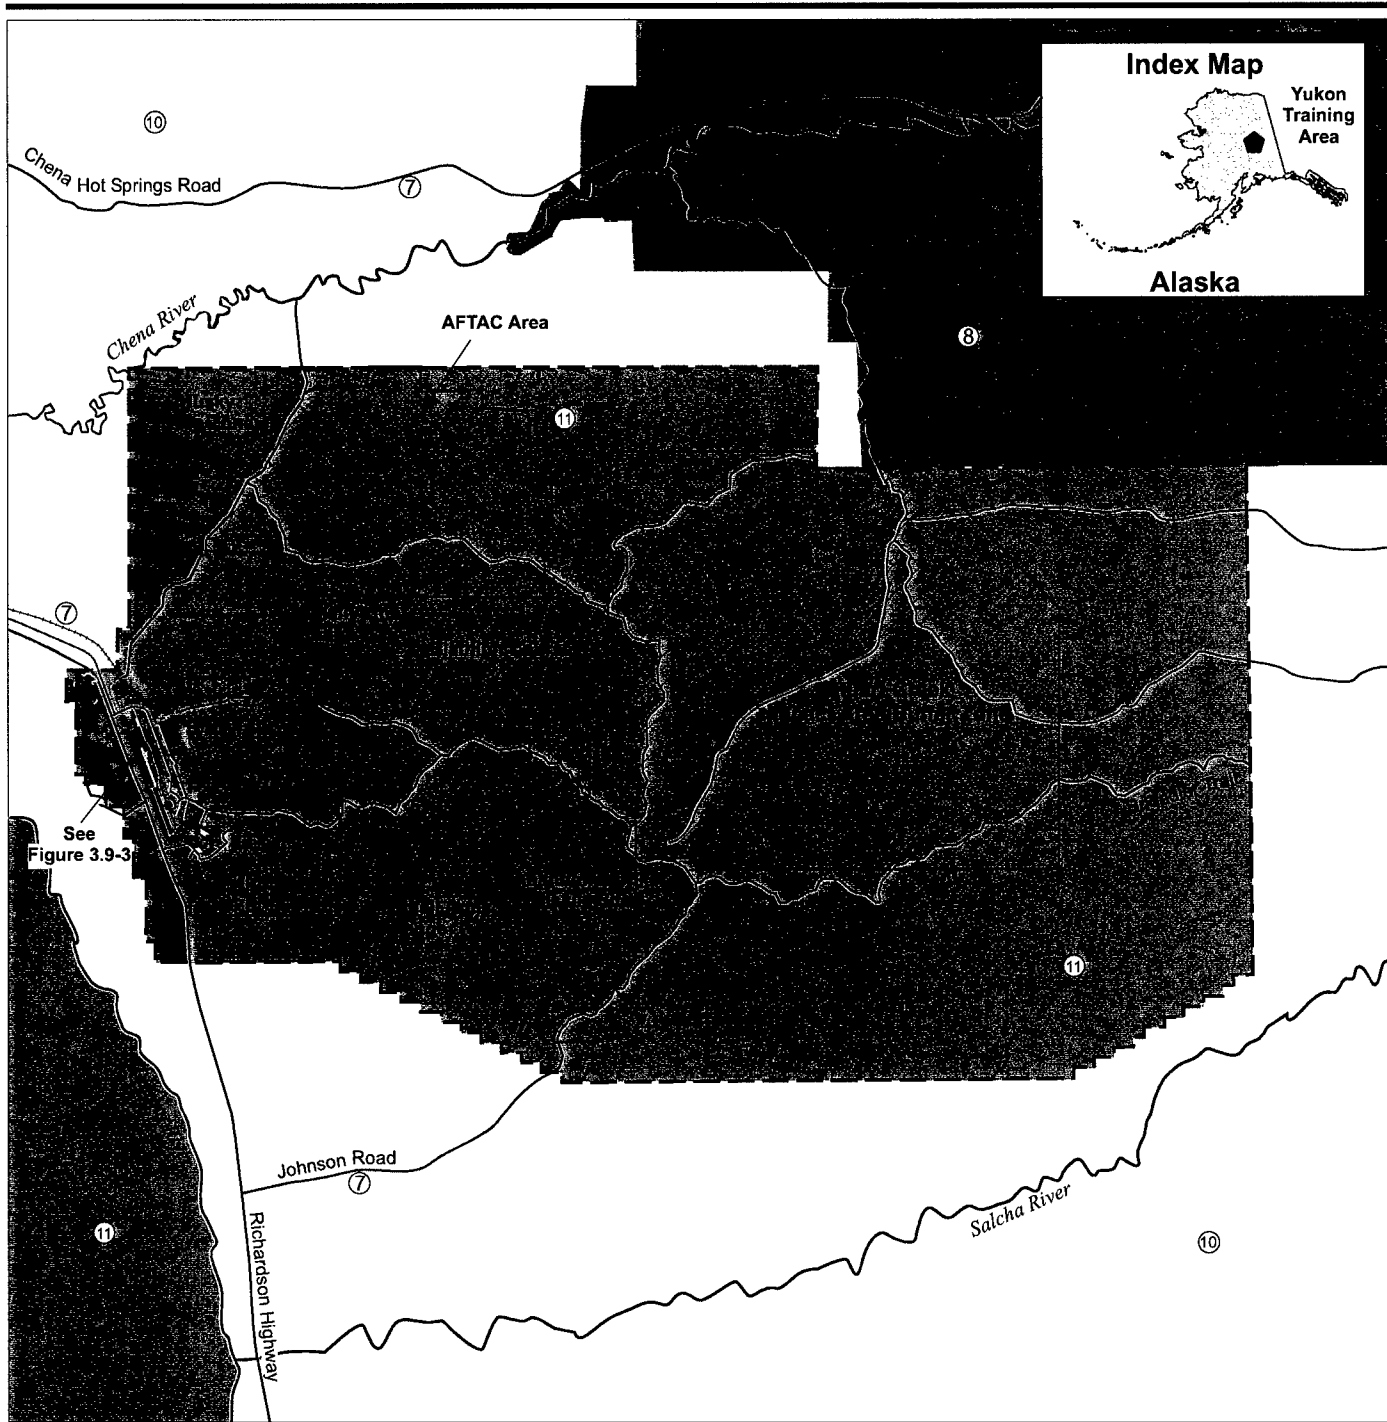 Index Map
Yukon
Training
Area
Alaska
10
Chena Hot Springs Road
7
Chena River
AFTAC Area
8
11
7
See
Figure 3.9-3
11
Johnson Road
7
Salcha River
11
Richardson Highway
10